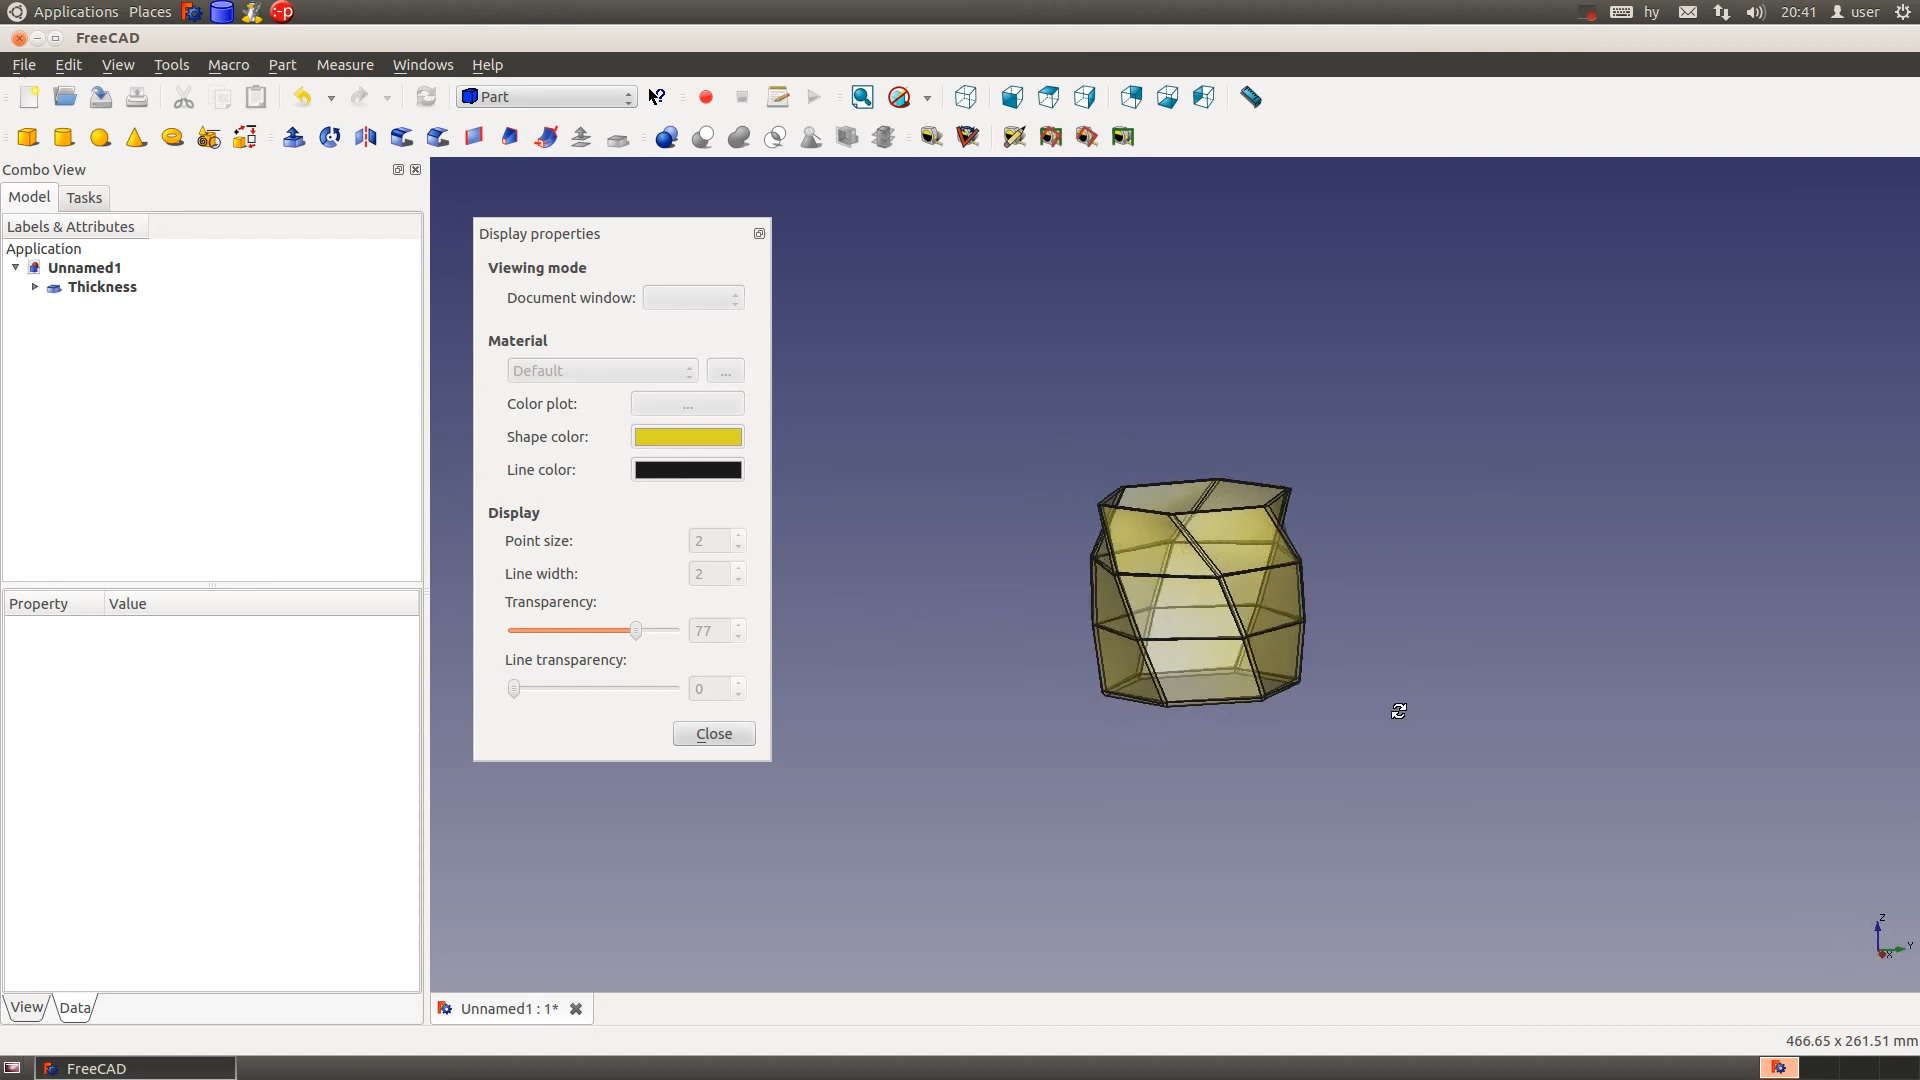 Applications Places hy 20:41 user
FreeCAD
File Edit View Tools Macro Part Measure Windows Help
Part
Combo View
Model Tasks
Labels & Attributes
Application
Unnamed1
Thickness
Property Value
View Data
Display properties
Viewing mode
Document window:
Material
Default ...
Color plot: ...
Shape color:
Line color:
Display
Point size: 2
Line width: 2
Transparency:
77
Line transparency:
0
Close
Z
Y
X
Unnamed1 : 1*
466.65 x 261.51 mm
FreeCAD